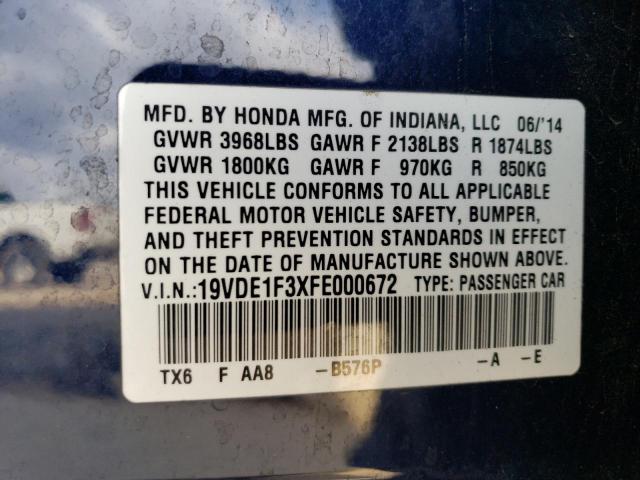 MFD. BY HONDA MFG. OF INDIANA, LLC 06/'14
GVWR 3968LBS GAWR F 2138LBS R 1874LBS
GVWR 1800KG GAWR F 970KG R 850KG
THIS VEHICLE CONFORMS TO ALL APPLICABLE
FEDERAL MOTOR VEHICLE SAFETY, BUMPER,
AND THEFT PREVENTION STANDARDS IN EFFECT
ON THE DATE OF MANUFACTURE SHOWN ABOVE.
V.I.N.:19VDE1F3XFE000672 TYPE: PASSENGER CAR
TX6 F AA8 –B576P –A –E